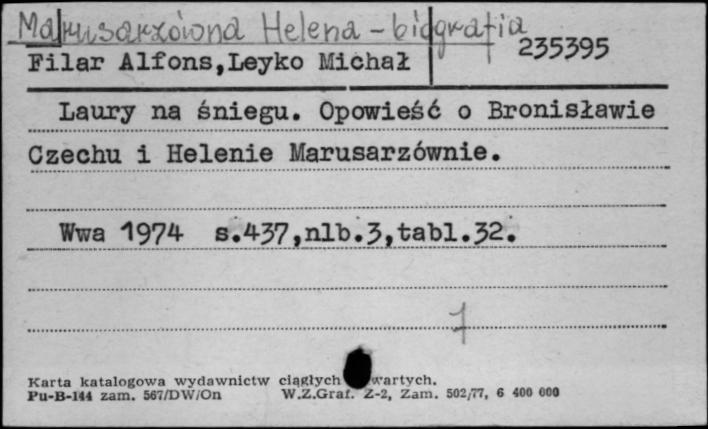 Marusarzówna Helena - biografia
235395
Filar Alfons,Leyko Michał
Laury na śniegu. Opowieść o Bronisławie
Czechu i Helenie Marusarzównie.
Wwa 1974 s.437,nlb.3,tabl.32.
Karta katalogowa wydawnictw ciągłych wartych.
Pu-B-144 zam. 567/DW/On W.Z.Graf. Z-2, Zam. 502/77, 6 400 000